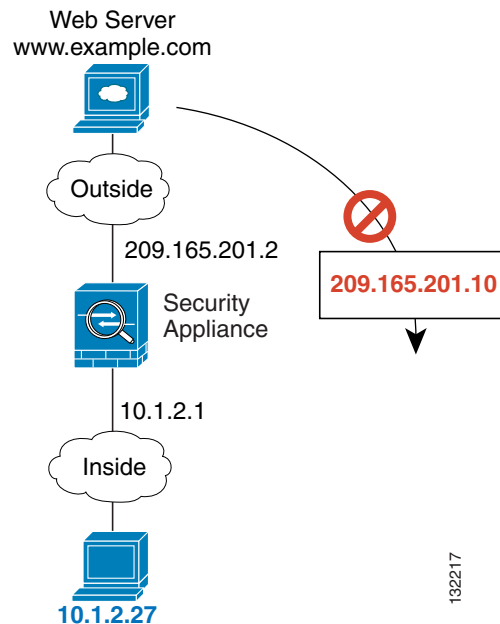 Web Server
www.example.com
Outside
209.165.201.2
209.165.201.10
Security
Appliance
10.1.2.1
Inside
10.1.2.27
132217